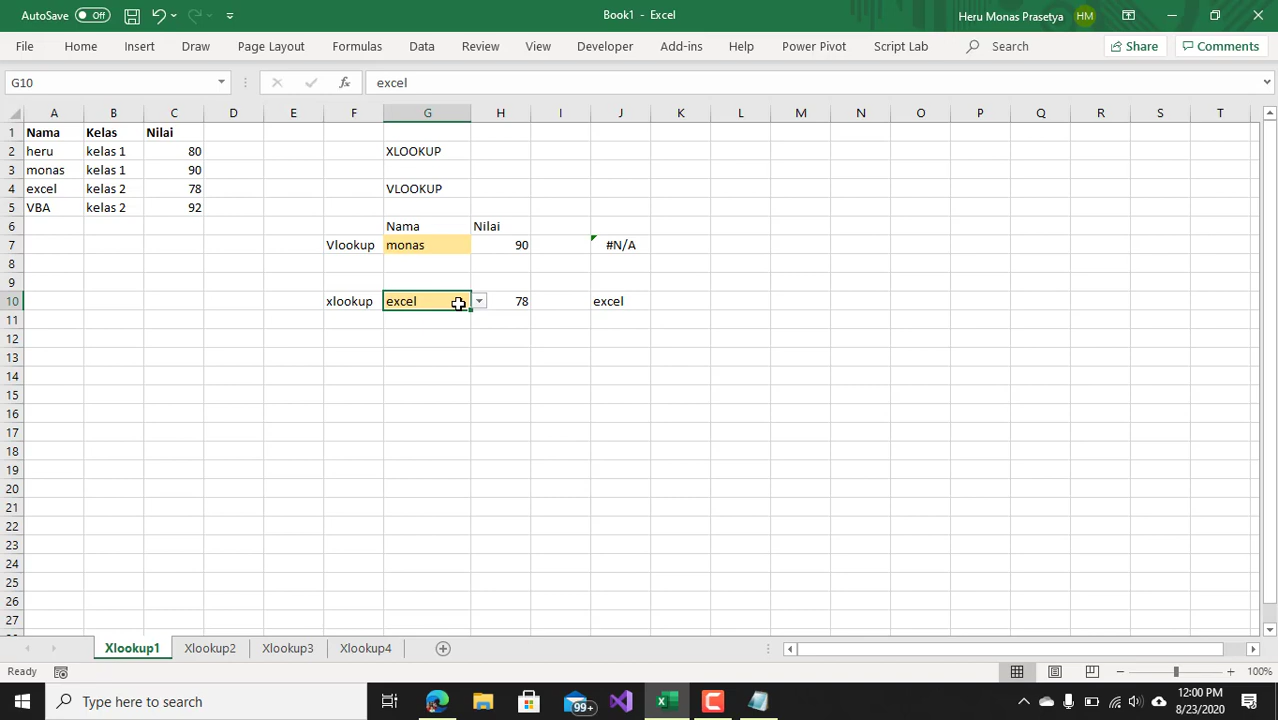 AutoSave Off Book1 - Excel Heru Monas Prasetya HM
File Home Insert Draw Page Layout Formulas Data Review View Developer Add-ins Help Power Pivot Script Lab Search Share Comments
G10 fx excel
A B C D E F G H I J K L M N O P Q R S T
1 Nama Kelas Nilai
2 heru kelas 1 80 XLOOKUP
3 monas kelas 1 90
4 excel kelas 2 78 VLOOKUP
5 VBA kelas 2 92
6 Nama Nilai
7 Vlookup monas 90 #N/A
8
9
10 xlookup excel 78 excel
11
12
13
14
15
16
17
18
19
20
21
22
23
24
25
26
27
Xlookup1 Xlookup2 Xlookup3 Xlookup4
Ready 100%
Type here to search 99+ 12:00 PM
8/23/2020